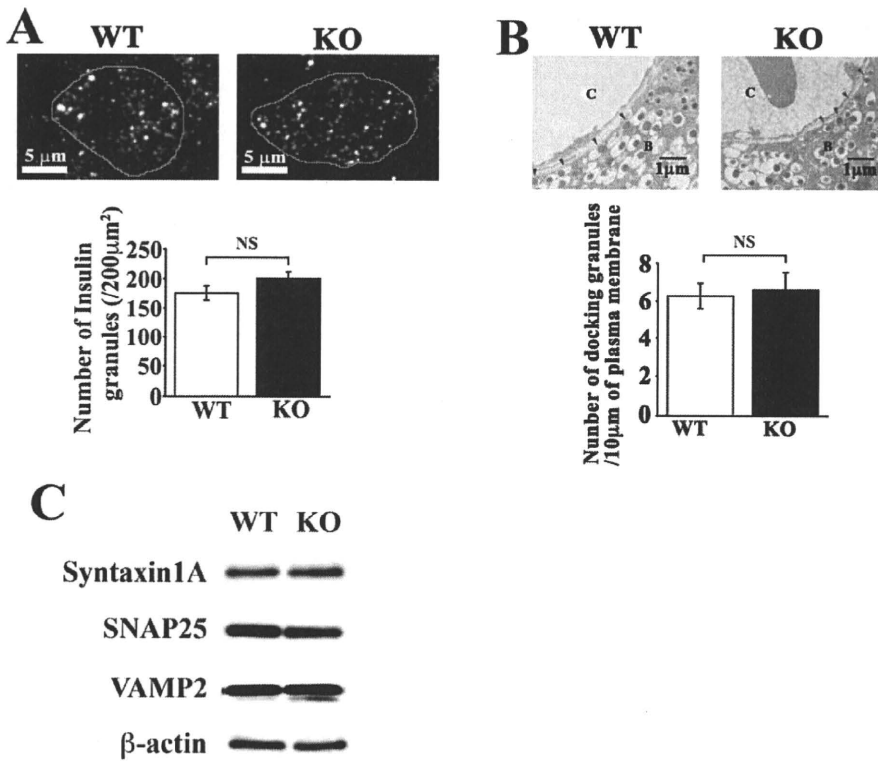 A
WT
KO
5 μm
5 μm
Number of Insulin
granules (/200μm²)
250
200
150
100
50
0
NS
WT
KO
B
WT
KO
C
B
1μm
C
B
1μm
Nunber of docking granules
/10μm of plasma membrane
8
6
4
2
0
NS
WT
KO
C
WT KO
Syntaxin1A
SNAP25
VAMP2
β-actin